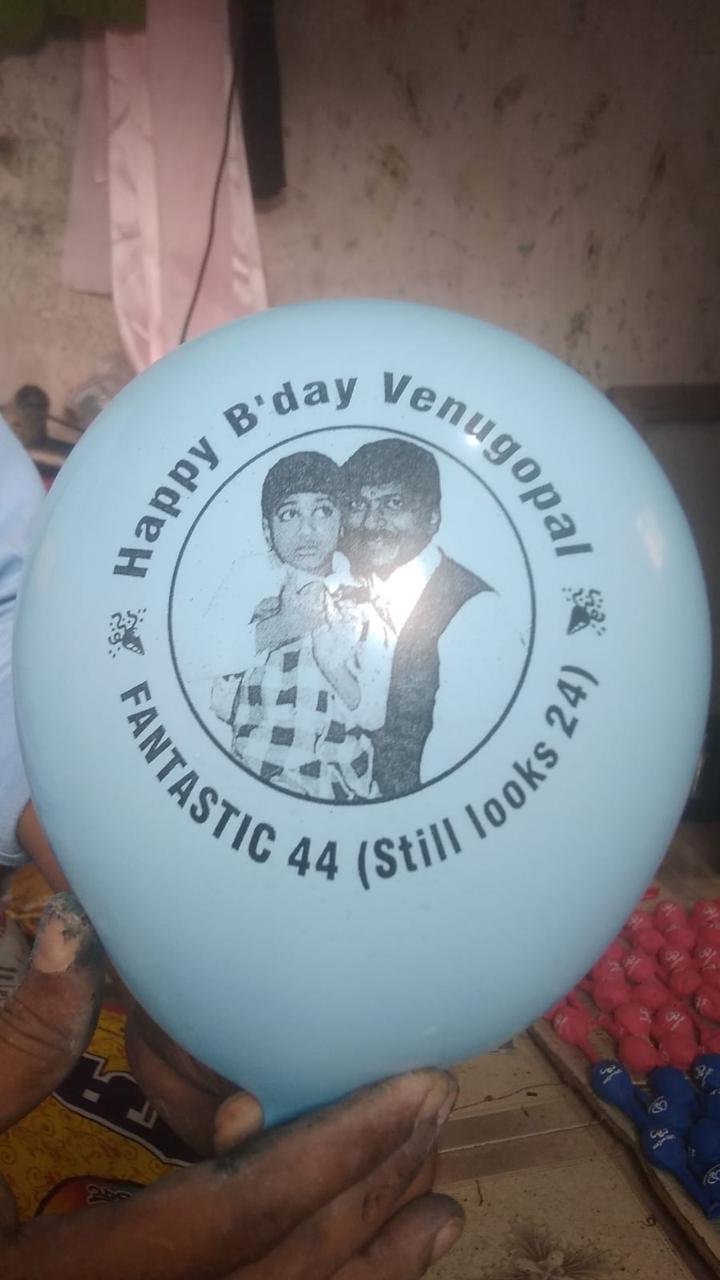 Happy B'day Venugopal
FANTASTIC 44 (Still looks 24)